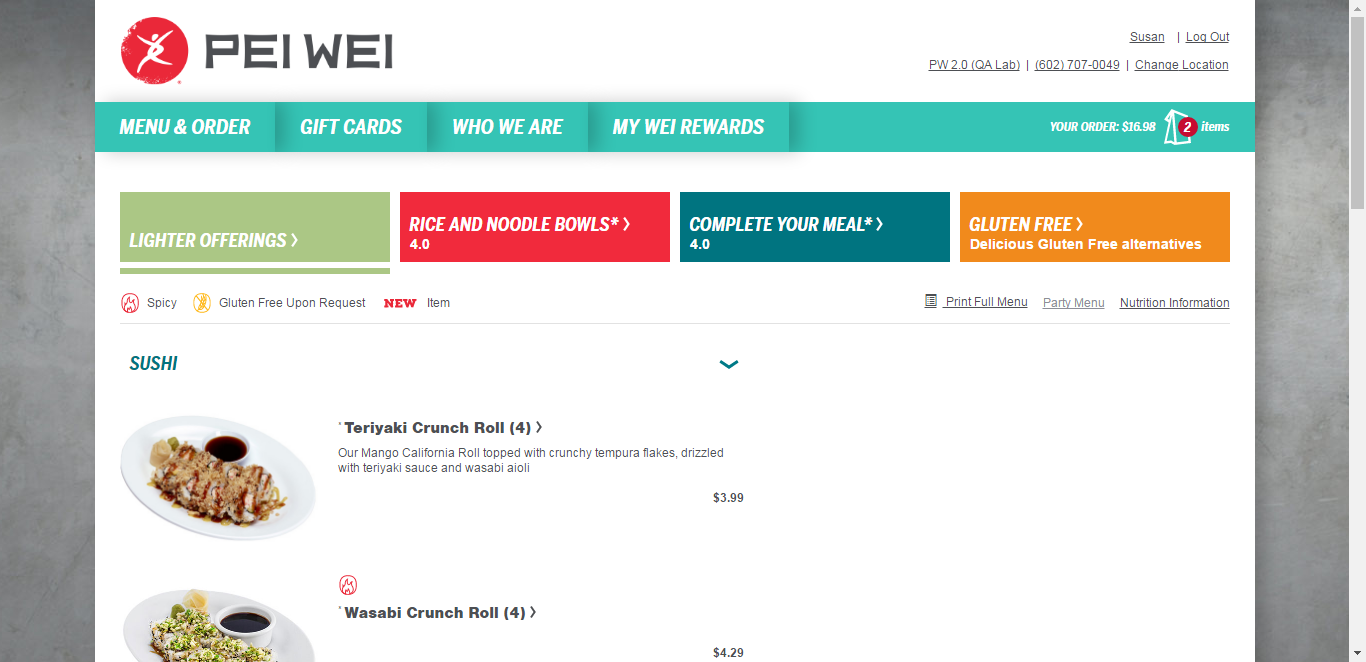 PEI WEI
Susan | Log Out
PW 2.0 (QA Lab) | (602) 707-0049 | Change Location
MENU & ORDER GIFT CARDS WHO WE ARE MY WEI REWARDS YOUR ORDER: $16.98 2 items
LIGHTER OFFERINGS >
RICE AND NOODLE BOWLS* >
4.0
COMPLETE YOUR MEAL* >
4.0
GLUTEN FREE >
Delicious Gluten Free alternatives
Spicy Gluten Free Upon Request NEW Item Print Full Menu Party Menu Nutrition Information
SUSHI
*Teriyaki Crunch Roll (4) >
Our Mango California Roll topped with crunchy tempura flakes, drizzled
with teriyaki sauce and wasabi aioli
$3.99
*Wasabi Crunch Roll (4) >
$4.29